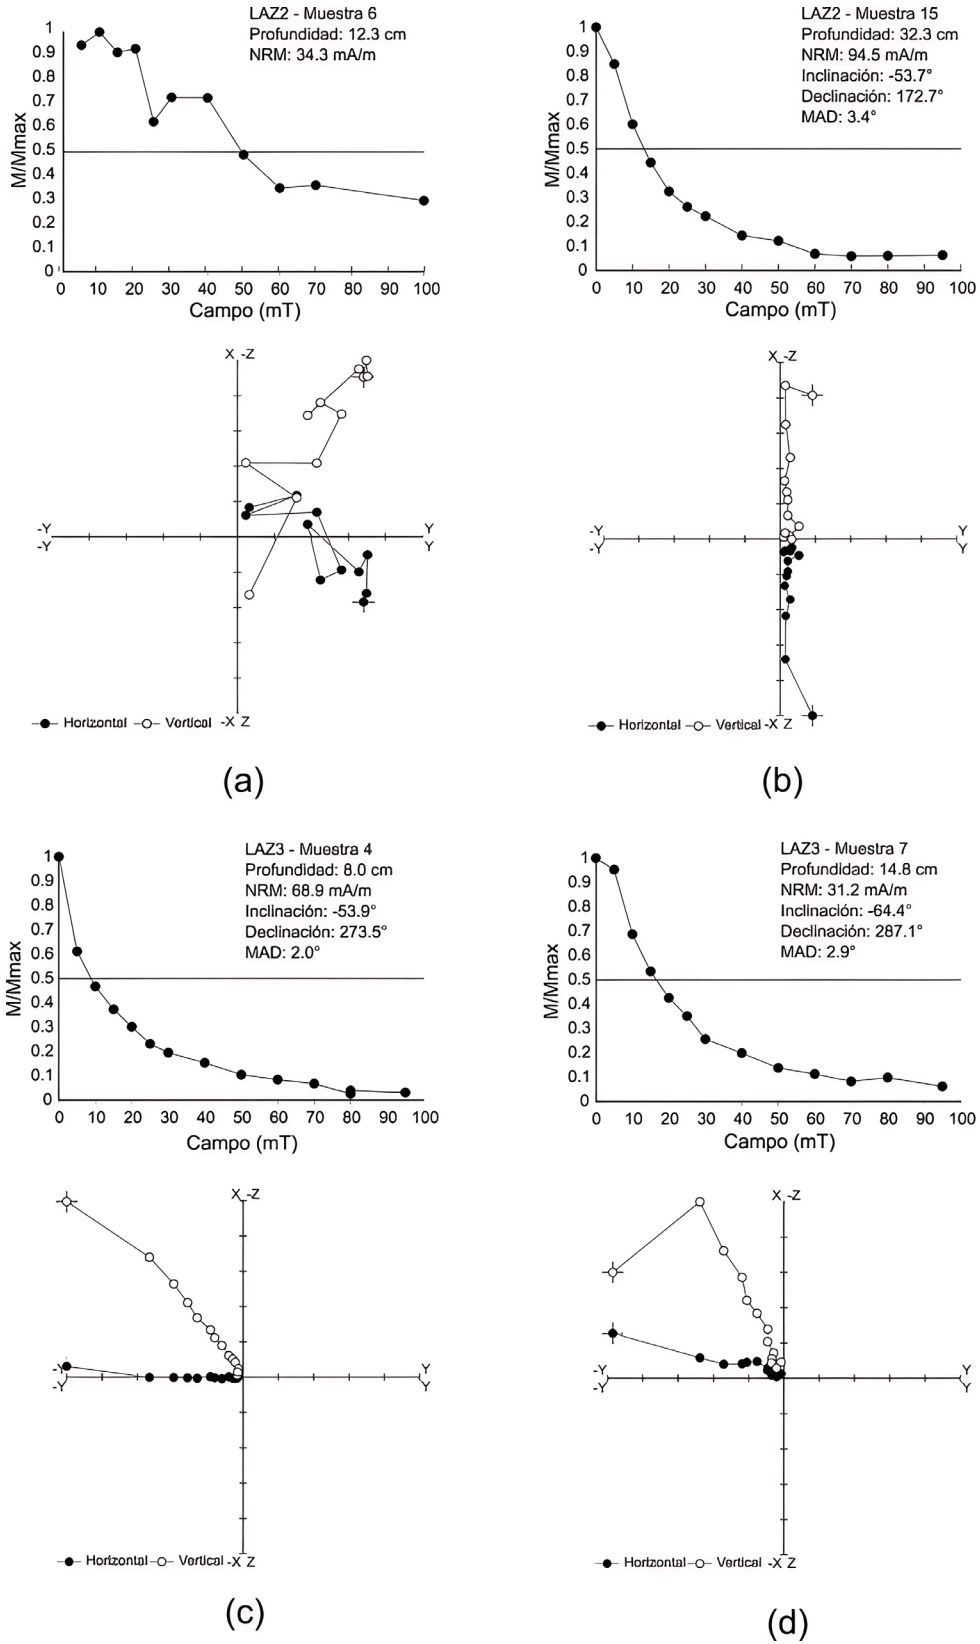 LAZ2 - Muestra 6
Profundidad: 12.3 cm
NRM: 34.3 mA/m
M/Mmax
1
0.9
0.8
0.7
0.6
0.5
0.4
0.3
0.2
0.1
0
0 10 20 30 40 50 60 70 80 90 100
Campo (mT)
X -Z
-Y Y
-Y Y
Horizontal Vertical -X Z
(a)
LAZ2 - Muestra 15
Profundidad: 32.3 cm
NRM: 94.5 mA/m
Inclinación: -53.7°
Declinación: 172.7°
MAD: 3.4°
M/Mmax
1
0.9
0.8
0.7
0.6
0.5
0.4
0.3
0.2
0.1
0
0 10 20 30 40 50 60 70 80 90 100
Campo (mT)
X -Z
-Y Y
-Y Y
Horizontal Vertical -X Z
(b)
LAZ3 - Muestra 4
Profundidad: 8.0 cm
NRM: 68.9 mA/m
Inclinación: -53.9°
Declinación: 273.5°
MAD: 2.0°
M/Mmax
1
0.9
0.8
0.7
0.6
0.5
0.4
0.3
0.2
0.1
0
0 10 20 30 40 50 60 70 80 90 100
Campo (mT)
X -Z
-Y Y
-Y Y
Horizontal Vertical -X Z
(c)
LAZ3 - Muestra 7
Profundidad: 14.8 cm
NRM: 31.2 mA/m
Inclinación: -64.4°
Declinación: 287.1°
MAD: 2.9°
M/Mmax
1
0.9
0.8
0.7
0.6
0.5
0.4
0.3
0.2
0.1
0
0 10 20 30 40 50 60 70 80 90 100
Campo (mT)
X -Z
-Y Y
-Y Y
Horizontal Vertical -X Z
(d)